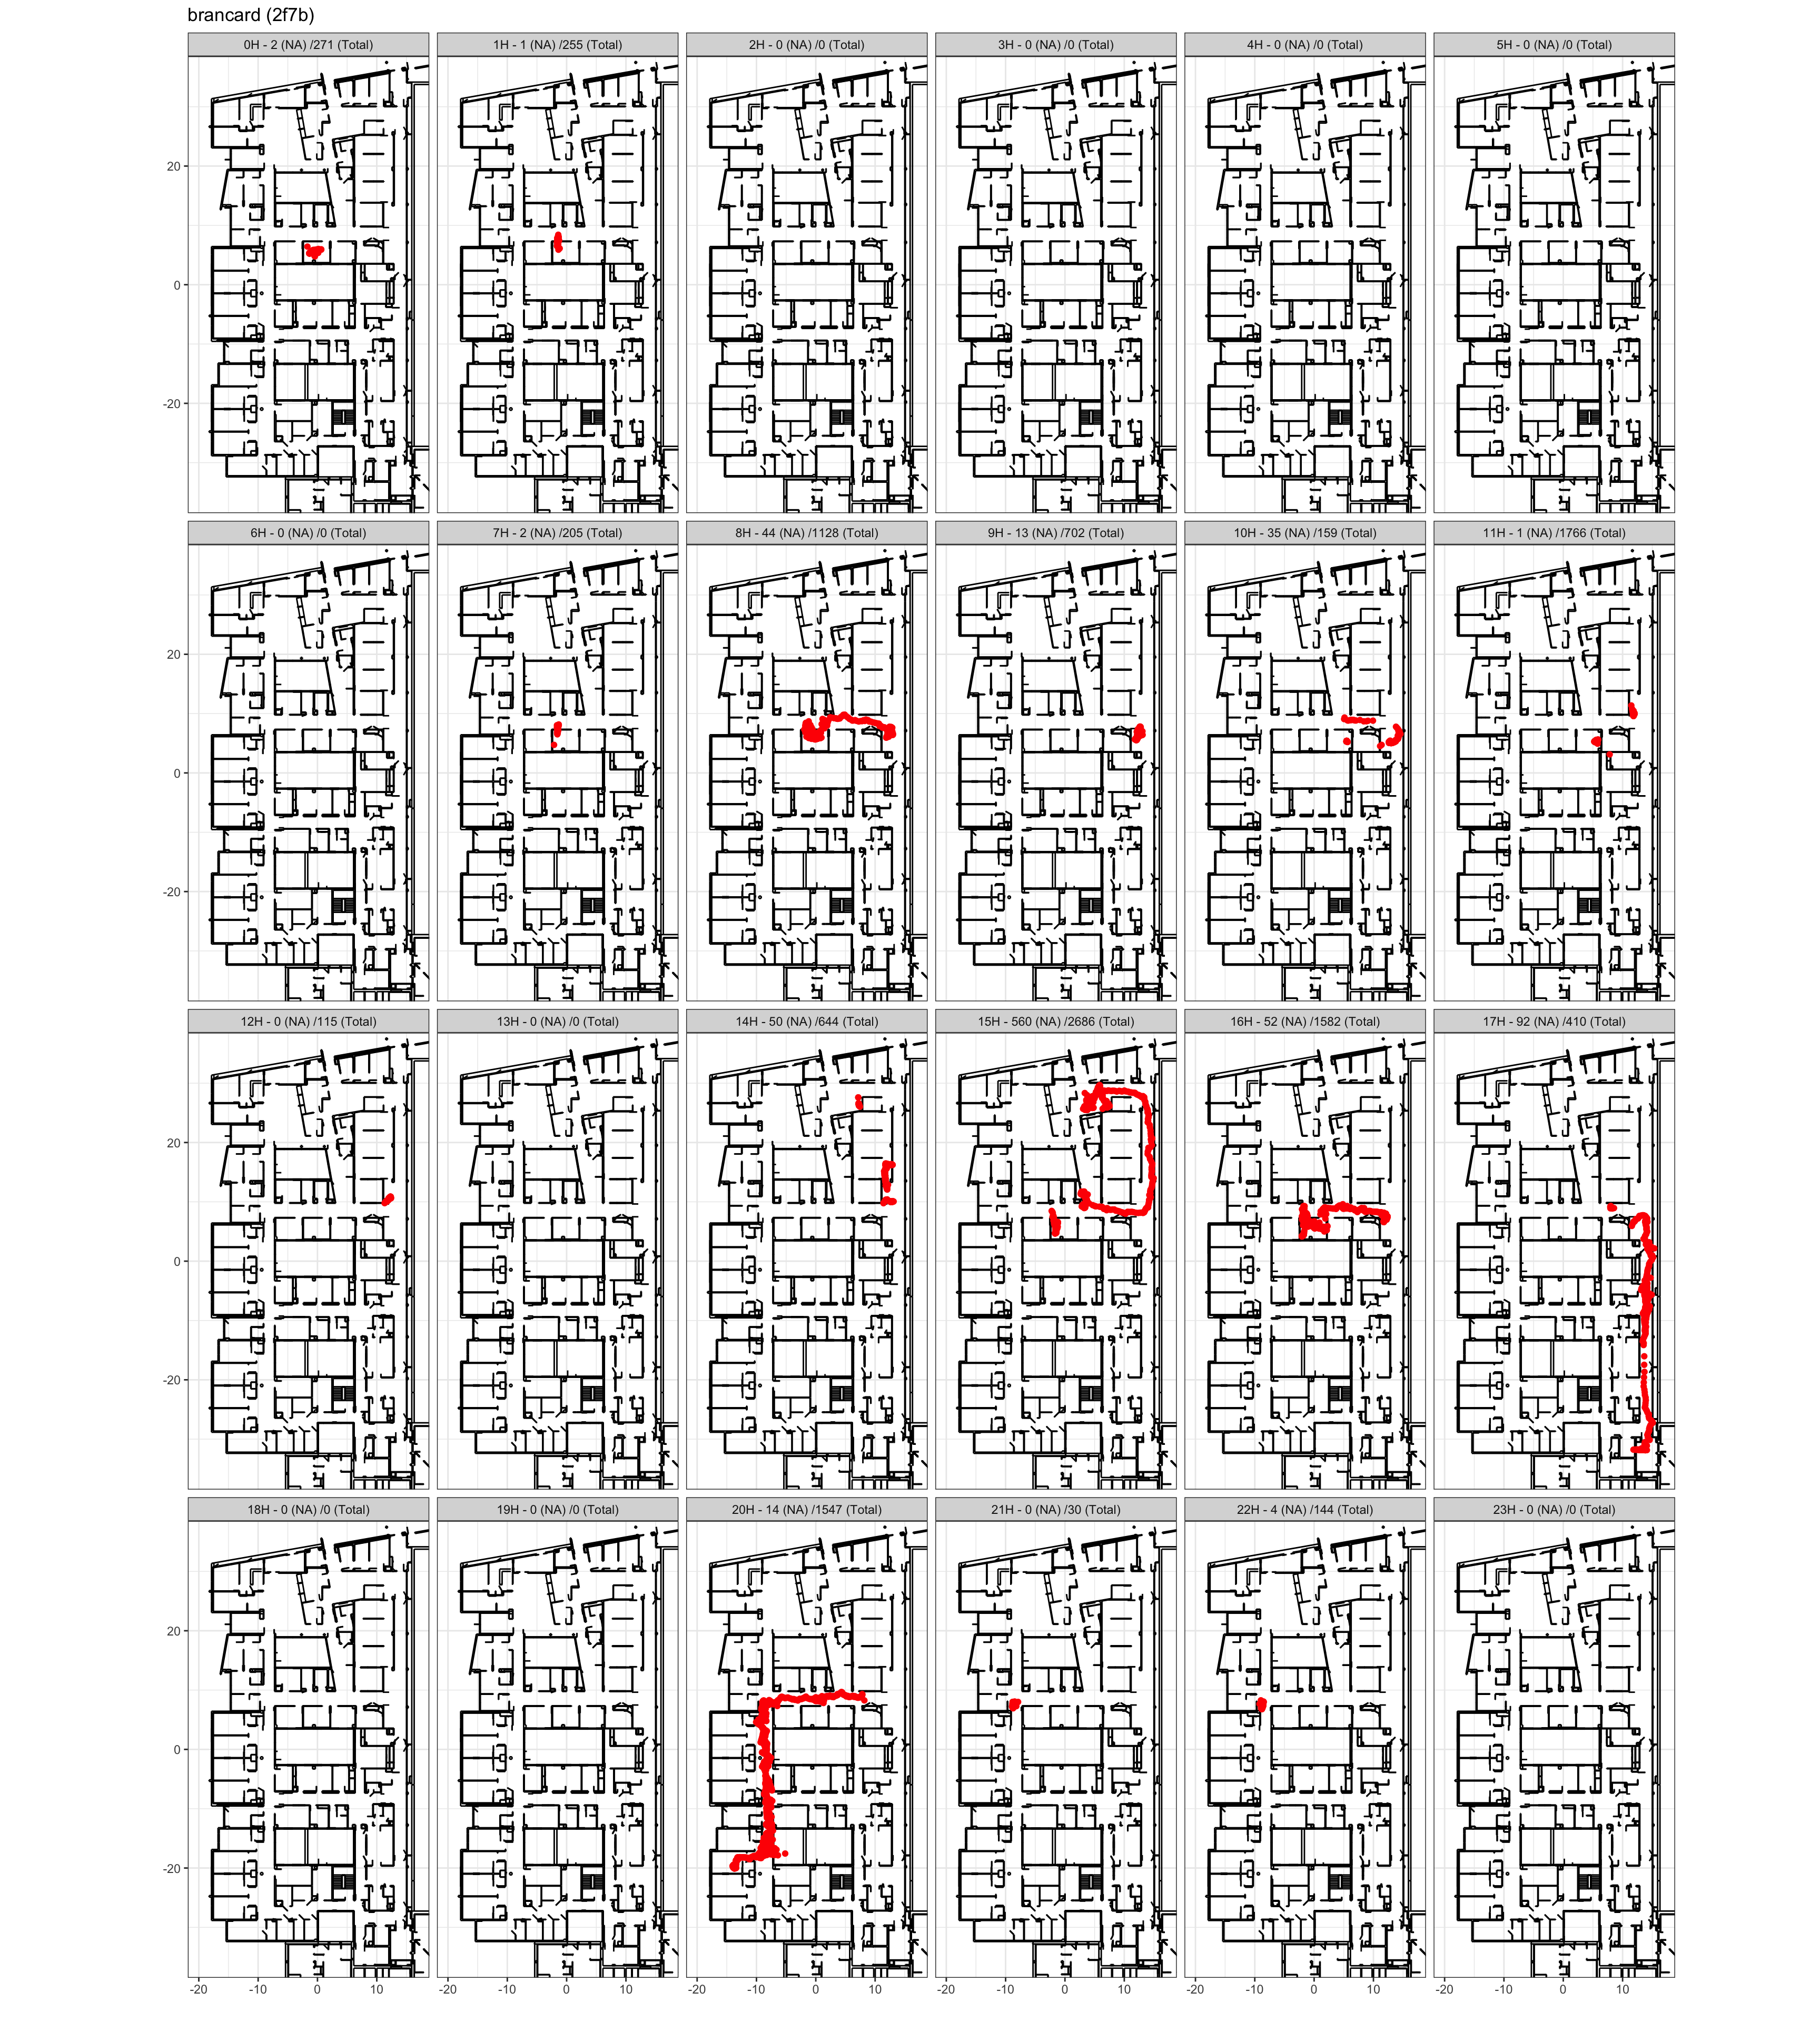 brancard (2f7b)
0H - 2 (NA) /271 (Total) 1H - 1 (NA) /255 (Total) 2H - 0 (NA) /0 (Total) 3H - 0 (NA) /0 (Total) 4H - 0 (NA) /0 (Total) 5H - 0 (NA) /0 (Total)
20
0
-20
6H - 0 (NA) /0 (Total) 7H - 2 (NA) /205 (Total) 8H - 44 (NA) /1128 (Total) 9H - 13 (NA) /702 (Total) 10H - 35 (NA) /159 (Total) 11H - 1 (NA) /1766 (Total)
20
0
-20
12H - 0 (NA) /115 (Total) 13H - 0 (NA) /0 (Total) 14H - 50 (NA) /644 (Total) 15H - 560 (NA) /2686 (Total) 16H - 52 (NA) /1582 (Total) 17H - 92 (NA) /410 (Total)
20
0
-20
18H - 0 (NA) /0 (Total) 19H - 0 (NA) /0 (Total) 20H - 14 (NA) /1547 (Total) 21H - 0 (NA) /30 (Total) 22H - 4 (NA) /144 (Total) 23H - 0 (NA) /0 (Total)
20
0
-20
-20 -10 0 10 -20 -10 0 10 -20 -10 0 10 -20 -10 0 10 -20 -10 0 10 -20 -10 0 10